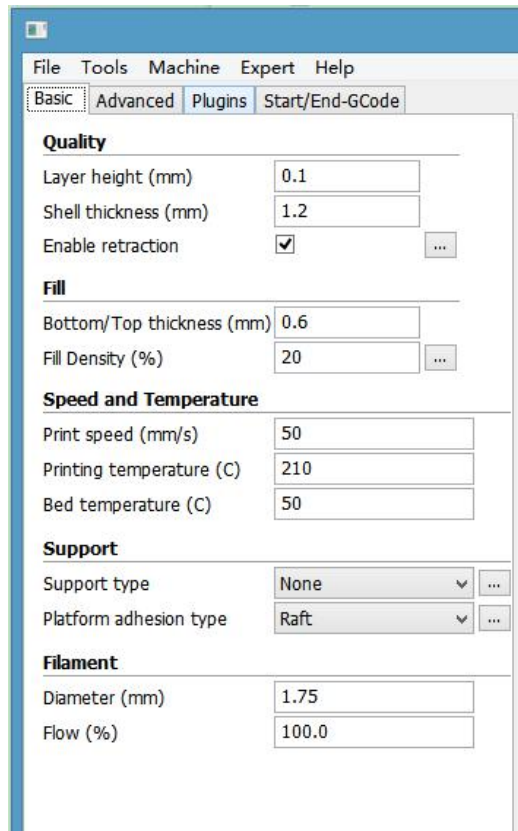 File Tools Machine Expert Help
Basic Advanced Plugins Start/End-GCode
Quality
Layer height (mm) 0.1
Shell thickness (mm) 1.2
Enable retraction ...
Fill
Bottom/Top thickness (mm) 0.6
Fill Density (%) 20 ...
Speed and Temperature
Print speed (mm/s) 50
Printing temperature (C) 210
Bed temperature (C) 50
Support
Support type None ...
Platform adhesion type Raft ...
Filament
Diameter (mm) 1.75
Flow (%) 100.0